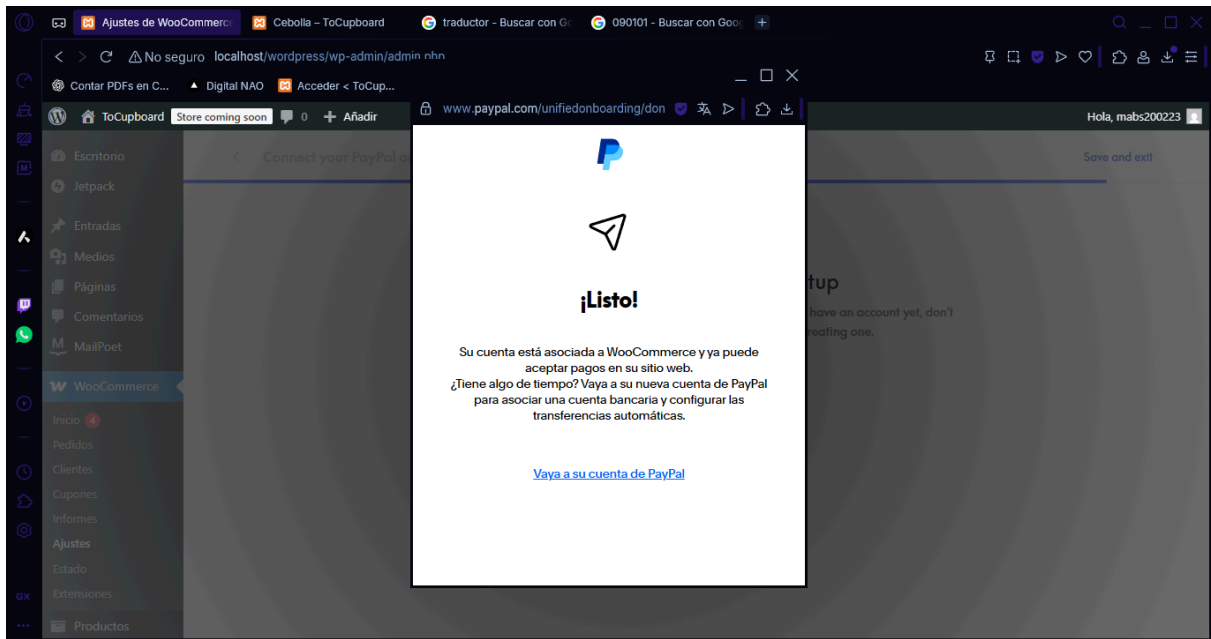 Ajustes de WooCommerc
Cebolla – ToCupboard
traductor - Buscar con Go
090101 - Buscar con Goo
No seguro localhost/wordpress/wp-admin/admin.php
Contar PDFs en C...
Digital NAO
Acceder < ToCup...
www.paypal.com/unifiedonboarding/don
ToCupboard
Store coming soon
0
Añadir
Hola, mabs200223
Escritorio
Jetpack
Entradas
Medios
Páginas
Comentarios
MailPoet
WooCommerce
Inicio 4
Pedidos
Clientes
Cupones
Informes
Ajustes
Estado
Extensiones
Productos
GX
Connect your PayPal a
Save and exit
tup
have an account yet, don't
reating one.
¡Listo!
Su cuenta está asociada a WooCommerce y ya puede
aceptar pagos en su sitio web.
¿Tiene algo de tiempo? Vaya a su nueva cuenta de PayPal
para asociar una cuenta bancaria y configurar las
transferencias automáticas.
Vaya a su cuenta de PayPal